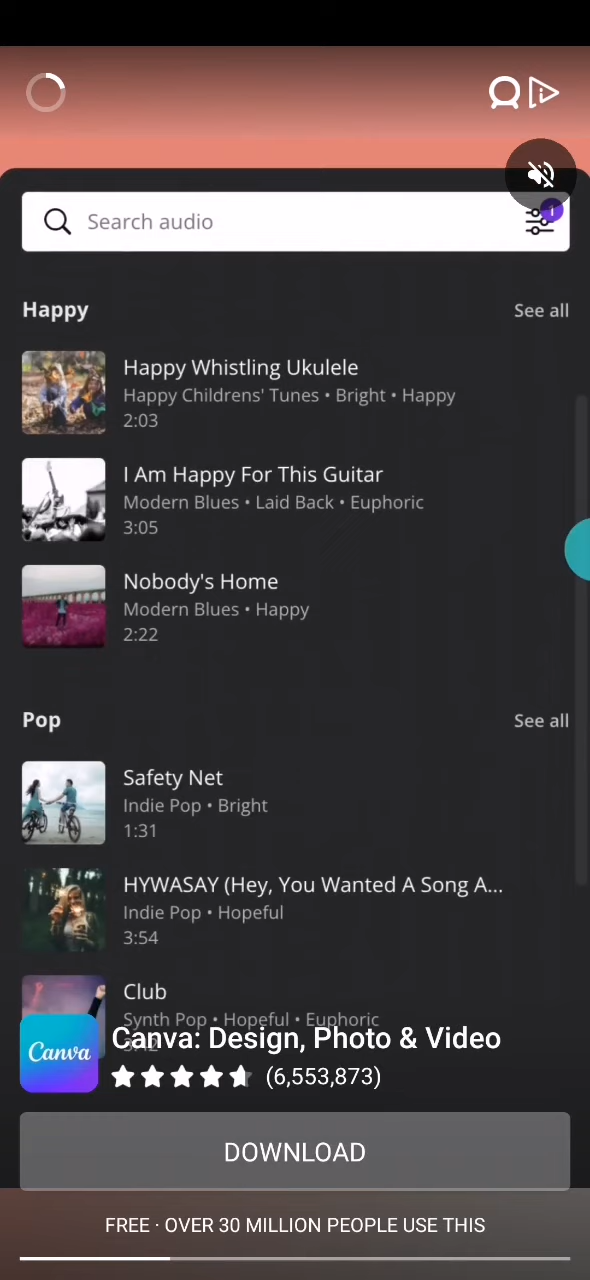 Search audio
1
Happy
See all
Happy Whistling Ukulele
Happy Childrens' Tunes • Bright • Happy
2:03
I Am Happy For This Guitar
Modern Blues • Laid Back • Euphoric
3:05
Nobody's Home
Modern Blues • Happy
2:22
Pop
See all
Safety Net
Indie Pop • Bright
1:31
HYWASAY (Hey, You Wanted A Song A...
Indie Pop • Hopeful
3:54
Club
Synth Pop • Hopeful • Euphoric
Canva
Canva: Design, Photo & Video
(6,553,873)
DOWNLOAD
FREE · OVER 30 MILLION PEOPLE USE THIS